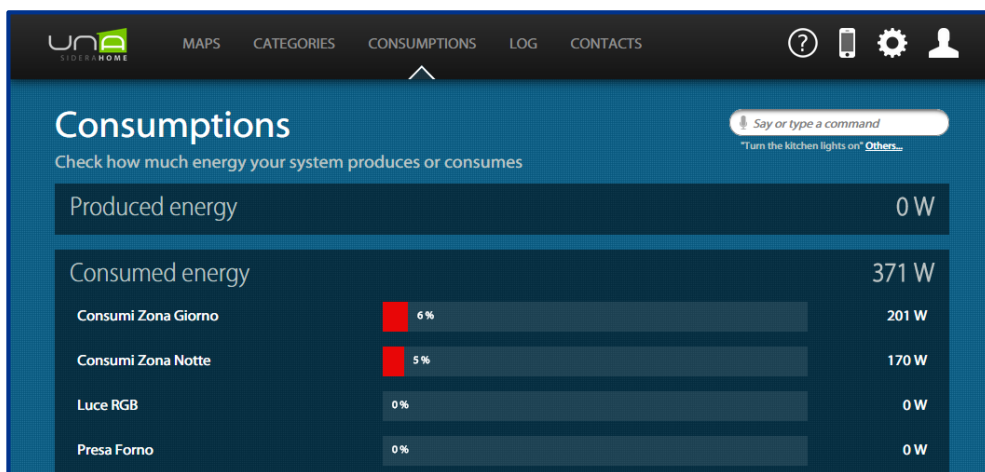 UNA
SIDERAHOME
MAPS CATEGORIES CONSUMPTIONS LOG CONTACTS
?
Consumptions
Say or type a command
"Turn the kitchen lights on" Others...
Check how much energy your system produces or consumes
Produced energy 0 W
Consumed energy 371 W
Consumi Zona Giorno 6 % 201 W
Consumi Zona Notte 5 % 170 W
Luce RGB 0 % 0 W
Presa Forno 0 % 0 W